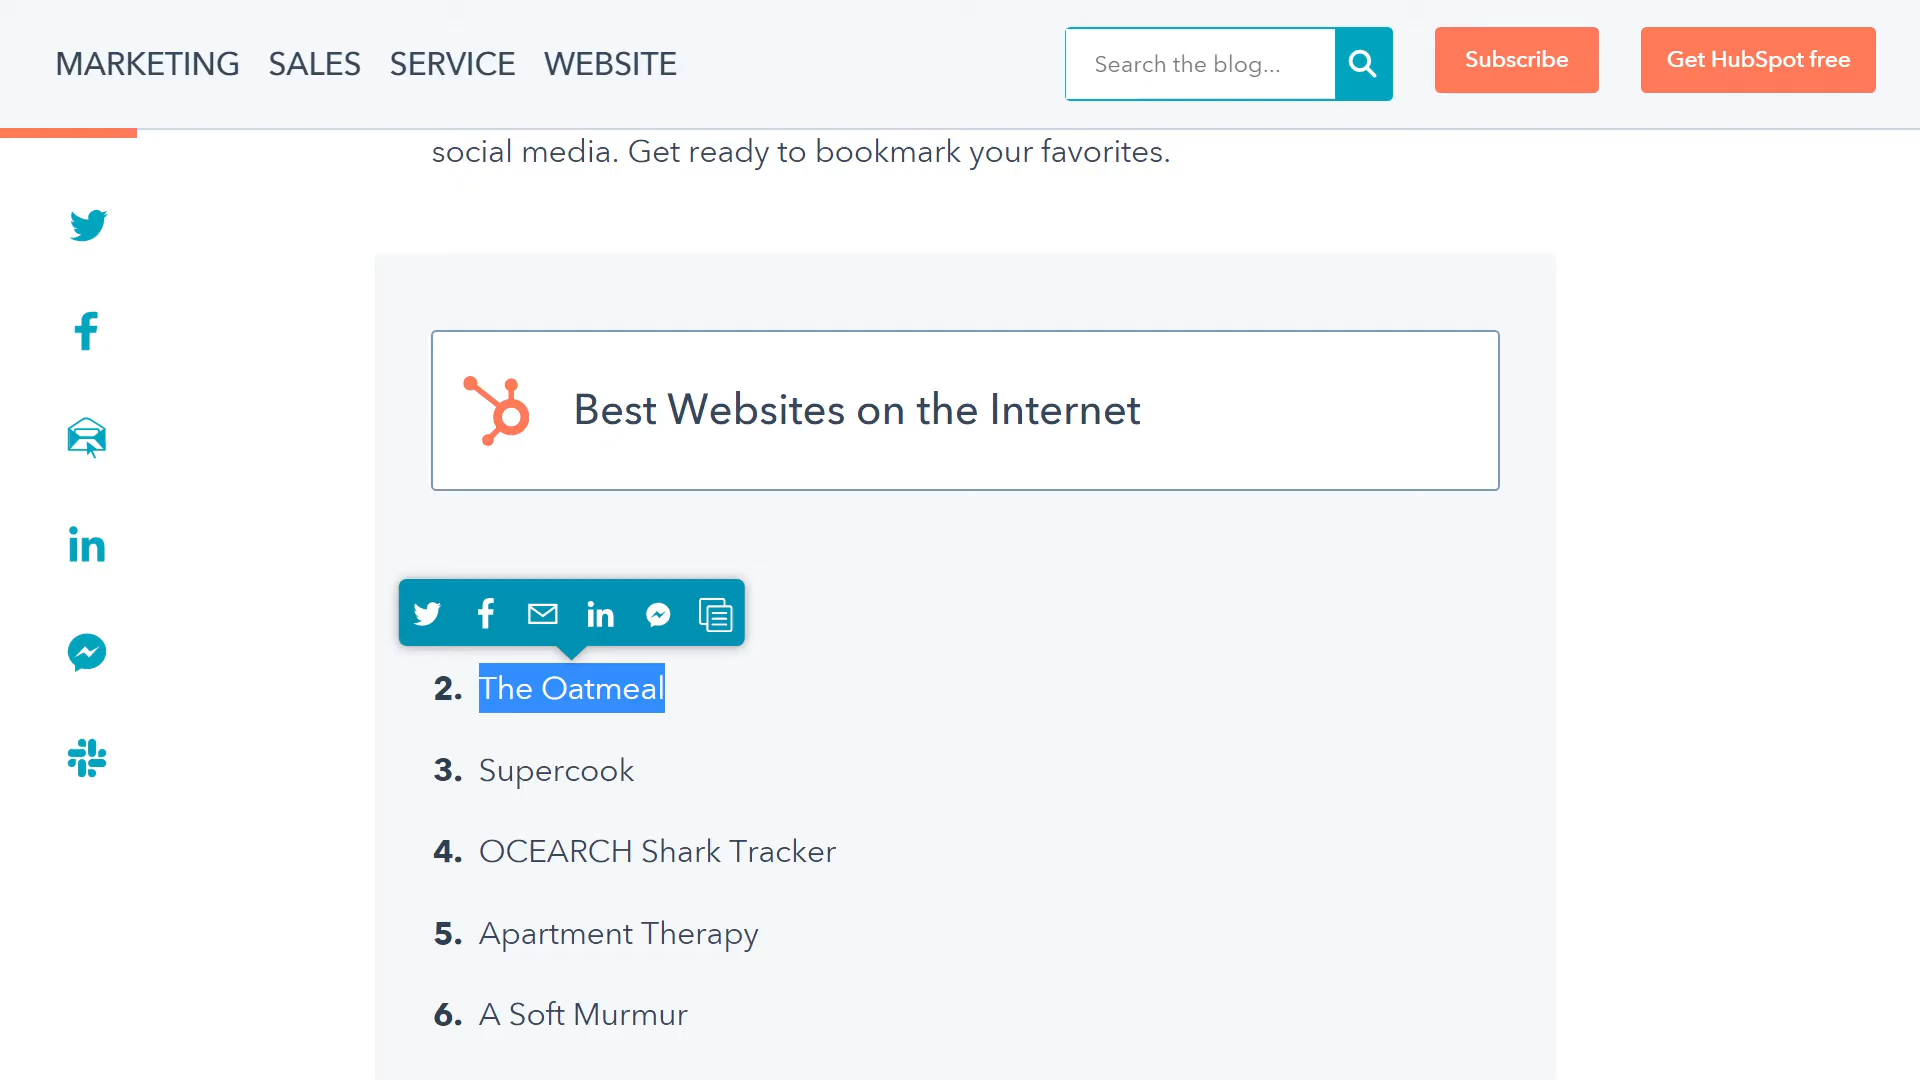 MARKETING SALES SERVICE WEBSITE
Search the blog...
Subscribe
Get HubSpot free
social media. Get ready to bookmark your favorites.
Best Websites on the Internet
2. The Oatmeal
3. Supercook
4. OCEARCH Shark Tracker
5. Apartment Therapy
6. A Soft Murmur